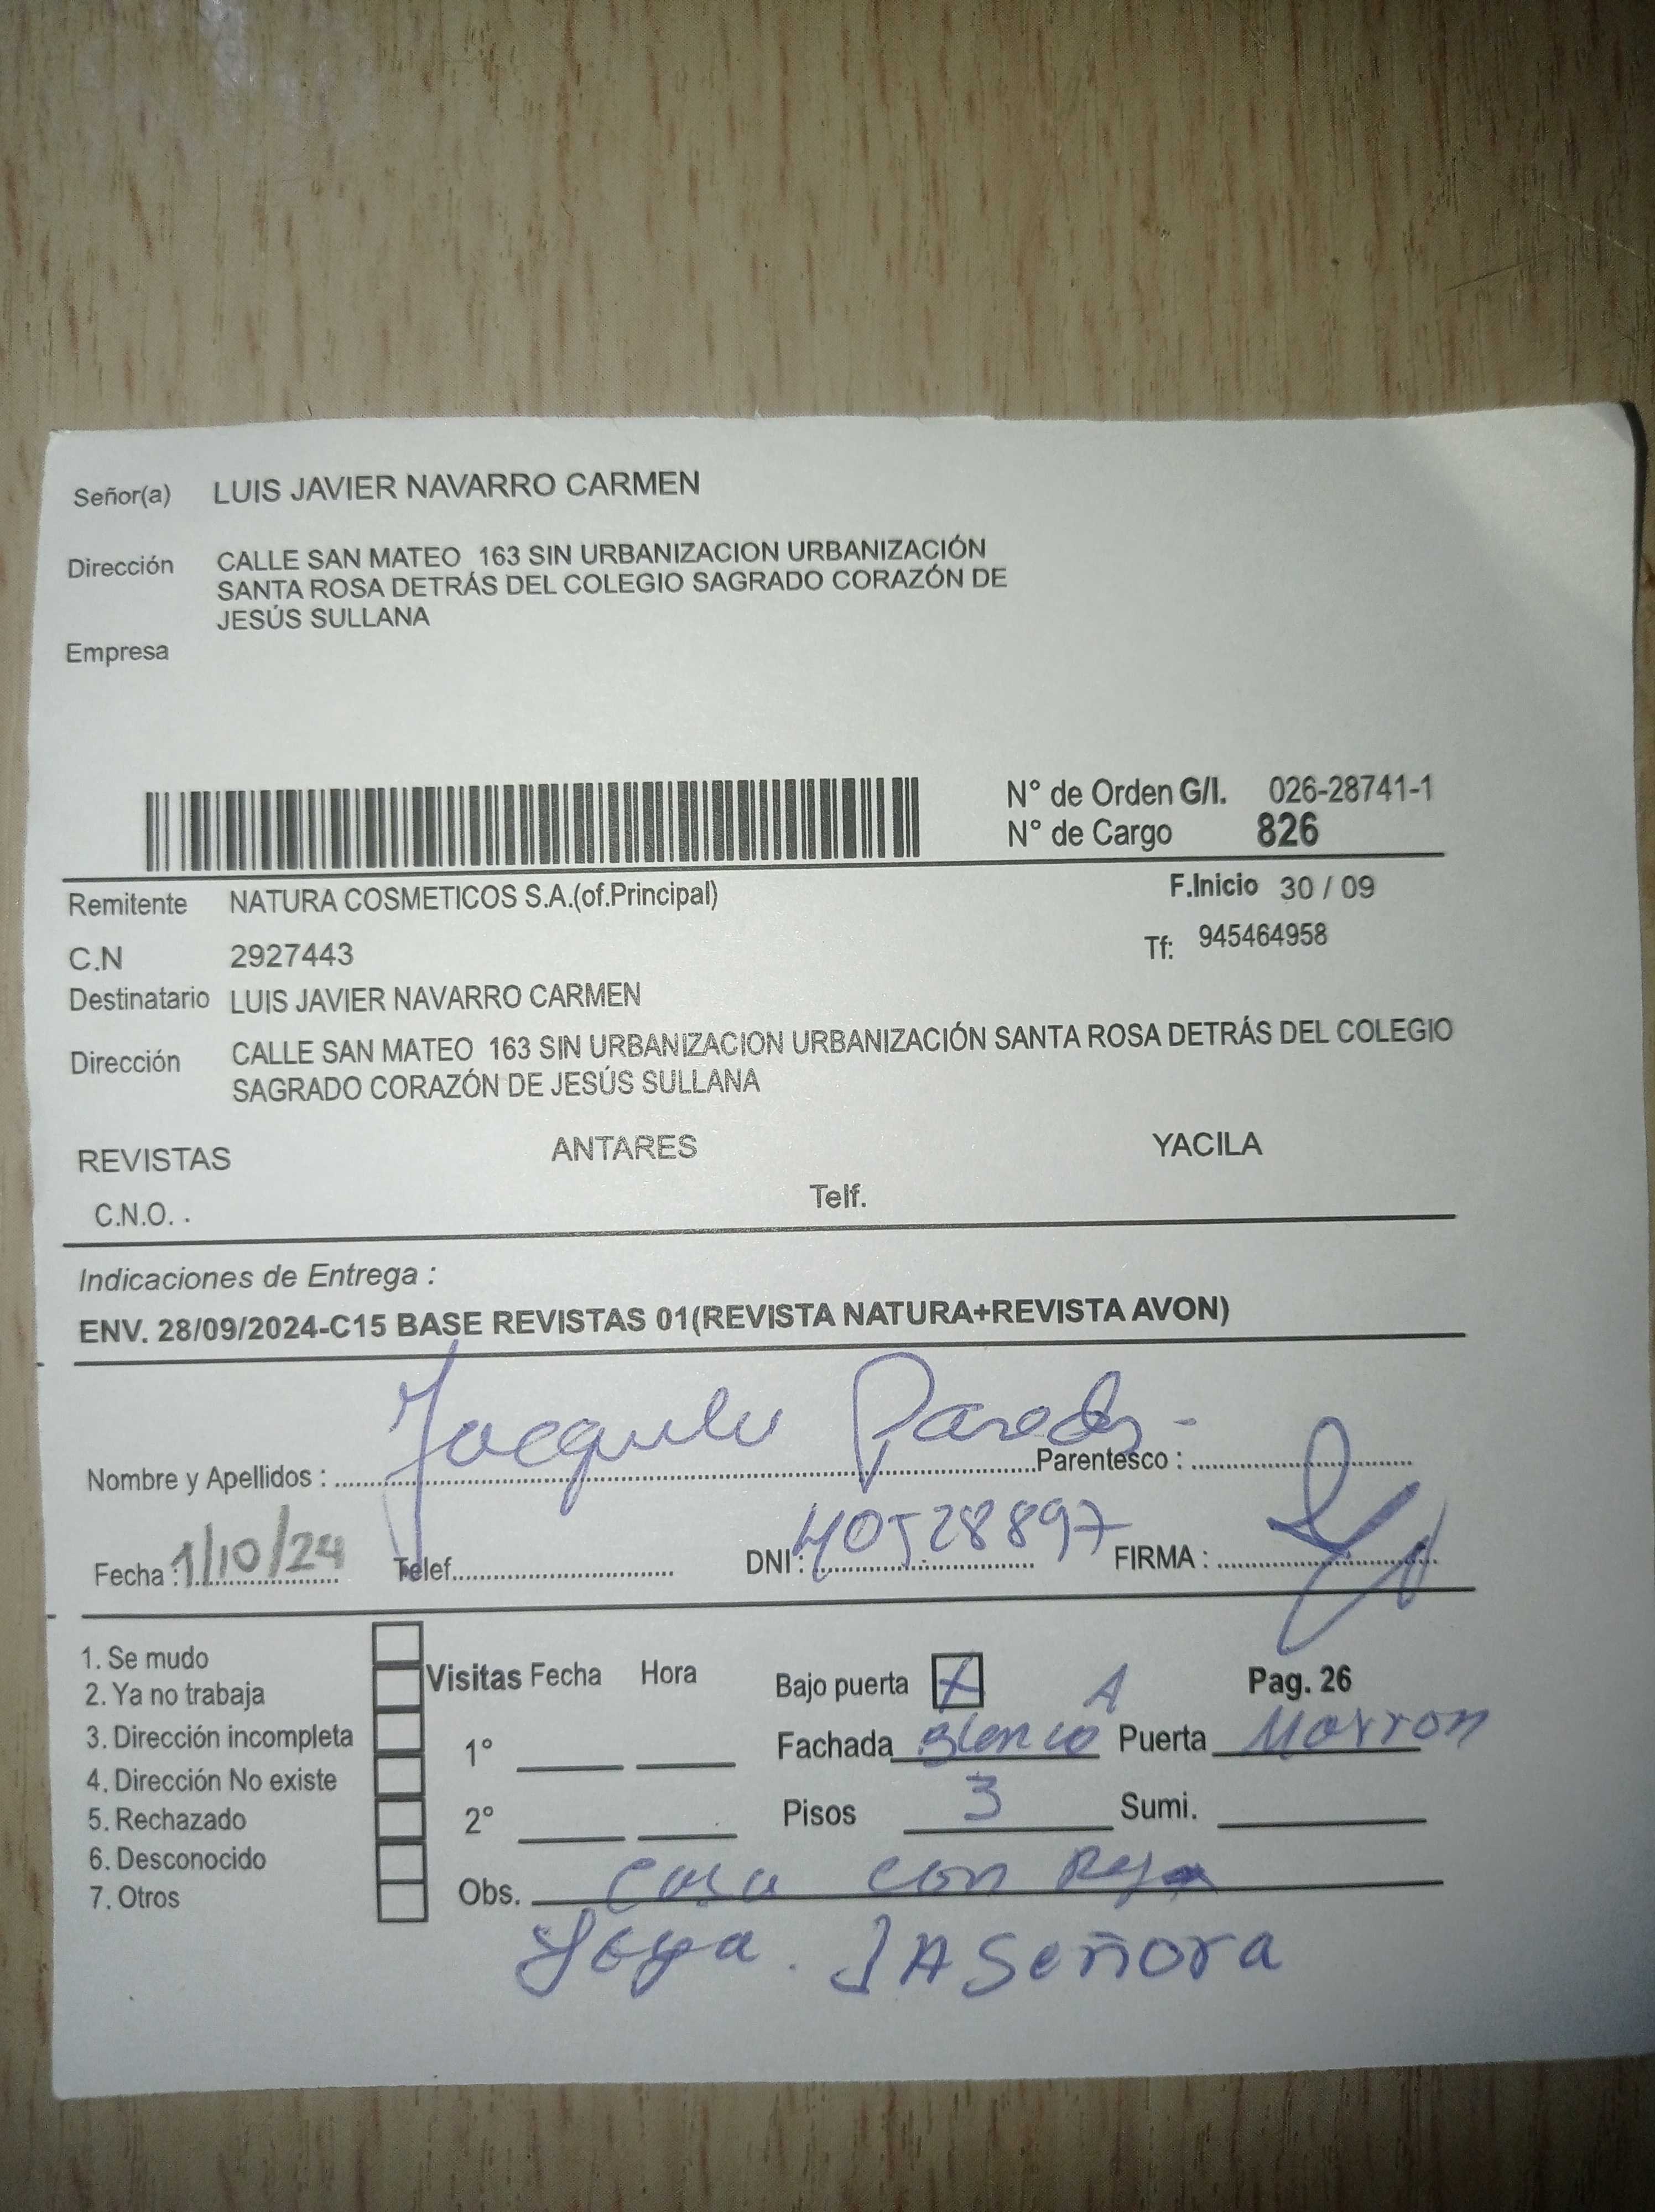 Señor(a) LUIS JAVIER NAVARRO CARMEN
Dirección CALLE SAN MATEO 163 SIN URBANIZACION URBANIZACIÓN
SANTA ROSA DETRÁS DEL COLEGIO SAGRADO CORAZÓN DE
JESÚS SULLANA
Empresa
N° de Orden G/I. 026-28741-1
N° de Cargo 826
Remitente NATURA COSMETICOS S.A.(of.Principal) F.Inicio 30 / 09
C.N 2927443 Tf: 945464958
Destinatario LUIS JAVIER NAVARRO CARMEN
Dirección CALLE SAN MATEO 163 SIN URBANIZACION URBANIZACIÓN SANTA ROSA DETRÁS DEL COLEGIO
SAGRADO CORAZÓN DE JESÚS SULLANA
REVISTAS ANTARES YACILA
C.N.O. . Telf.
Indicaciones de Entrega :
ENV. 28/09/2024-C15 BASE REVISTAS 01(REVISTA NATURA+REVISTA AVON)
Nombre y Apellidos : Paredes - Parentesco :
Fecha : 1/10/24 Telef. DNI: 40528897 FIRMA :
1. Se mudo
2. Ya no trabaja
3. Dirección incompleta
4. Dirección No existe
5. Rechazado
6. Desconocido
7. Otros
Visitas Fecha Hora Bajo puerta X A Pag. 26
1° Fachada Blanco Puerta Marron
2° Pisos 3 Sumi.
Obs. Casa con Reja
lA Señora